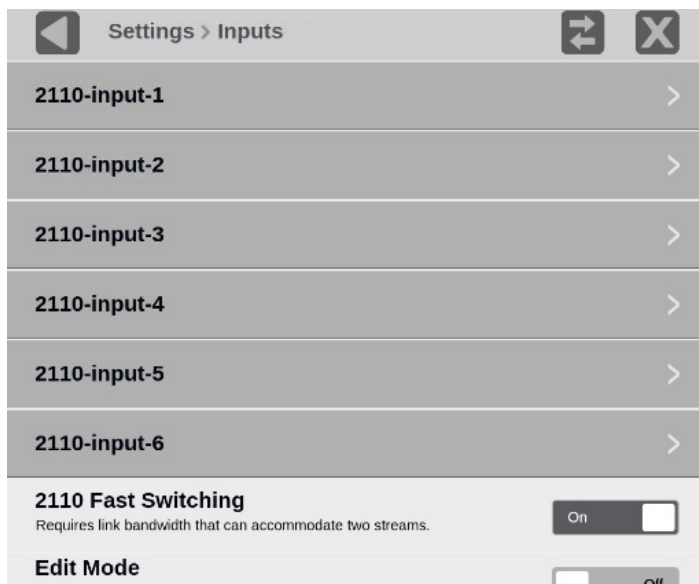 Settings > Inputs
2110-input-1
2110-input-2
2110-input-3
2110-input-4
2110-input-5
2110-input-6
2110 Fast Switching
On
Requires link bandwidth that can accommodate two streams.
Edit Mode
Off